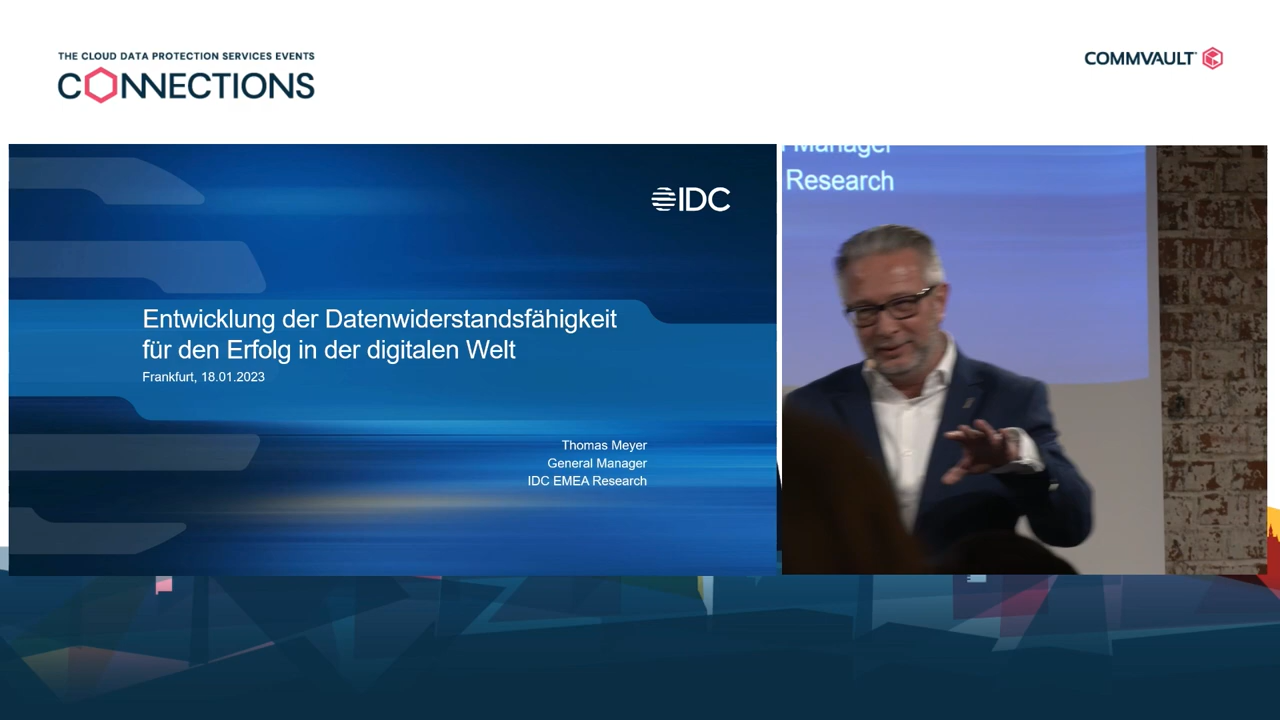 THE CLOUD DATA PROTECTION SERVICES EVENTS
CONNECTIONS
COMMVAULT
IDC
Entwicklung der Datenwiderstandsfähigkeit
für den Erfolg in der digitalen Welt
Frankfurt, 18.01.2023
Thomas Meyer
General Manager
IDC EMEA Research
Manager
Research